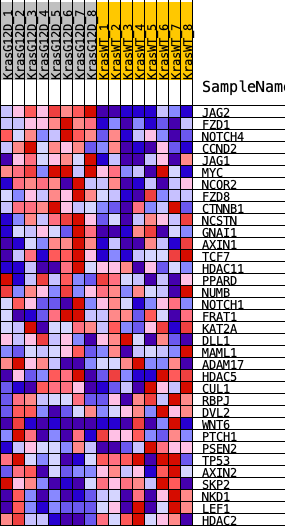 KrasG12D_1
KrasG12D_2
KrasG12D_3
KrasG12D_4
KrasG12D_5
KrasG12D_6
KrasG12D_7
KrasG12D_8
KrasWT_1
KrasWT_2
KrasWT_3
KrasWT_4
KrasWT_5
KrasWT_6
KrasWT_7
KrasWT_8
SampleName
JAG2
FZD1
NOTCH4
CCND2
JAG1
MYC
NCOR2
FZD8
CTNNB1
NCSTN
GNAI1
AXIN1
TCF7
HDAC11
PPARD
NUMB
NOTCH1
FRAT1
KAT2A
DLL1
MAML1
ADAM17
HDAC5
CUL1
RBPJ
DVL2
WNT6
PTCH1
PSEN2
TP53
AXIN2
SKP2
NKD1
LEF1
HDAC2